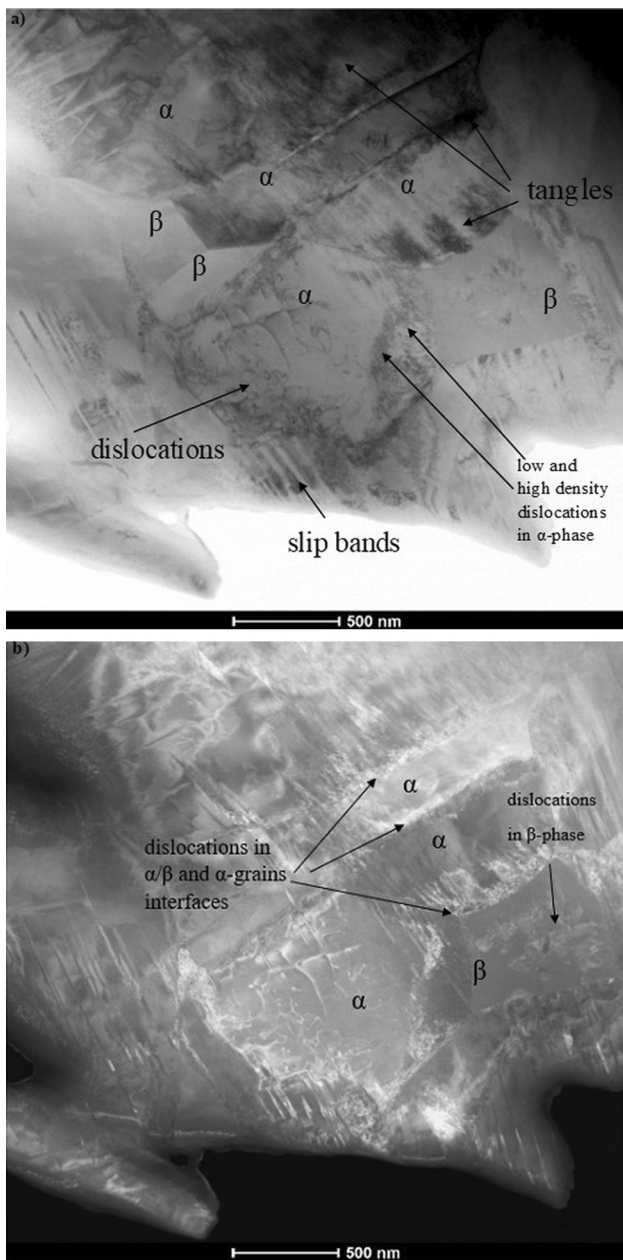 a)
α
α
α
tangles
β
β
β
α
dislocations
low and
high density
dislocations
in α-phase
slip bands
500 nm
b)
α
dislocations
in β-phase
α
dislocations in
α/β and α-grains
interfaces
β
α
500 nm